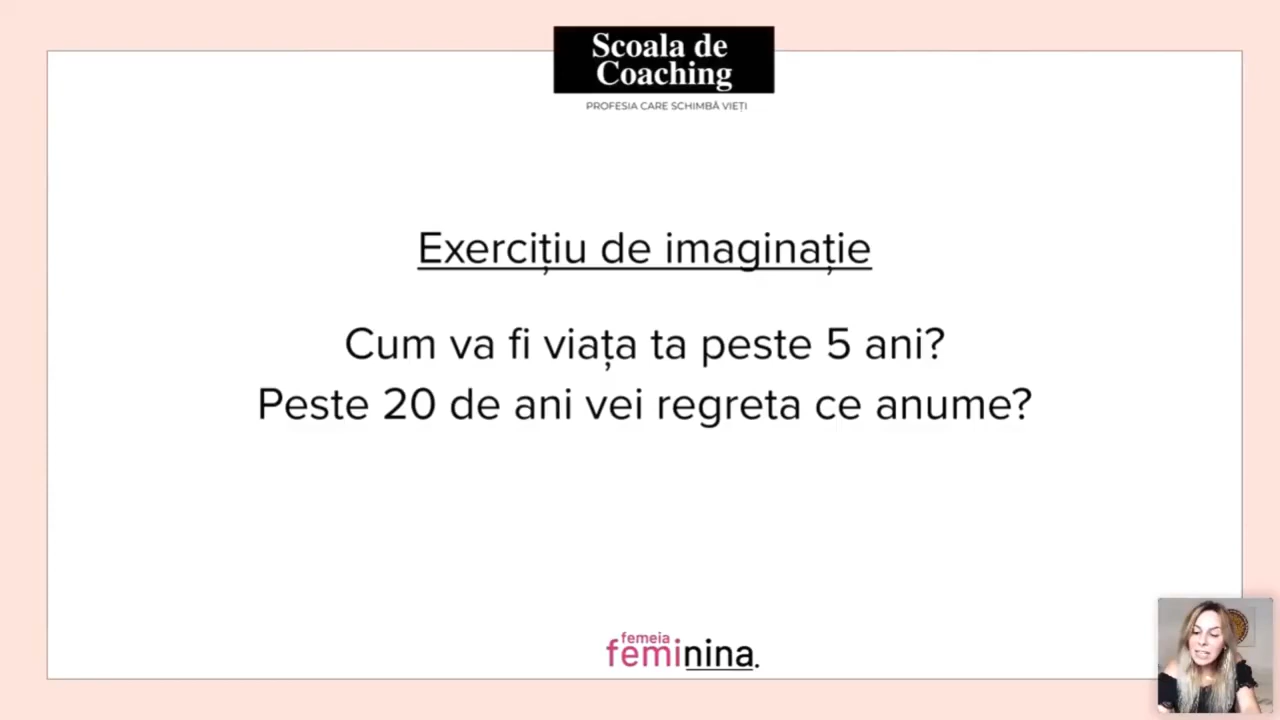 Scoala de
Coaching
PROFESIA CARE SCHIMBĂ VIEȚI
Exercițiu de imaginație
Cum va fi viața ta peste 5 ani?
Peste 20 de ani vei regreta ce anume?
femeia
feminina.